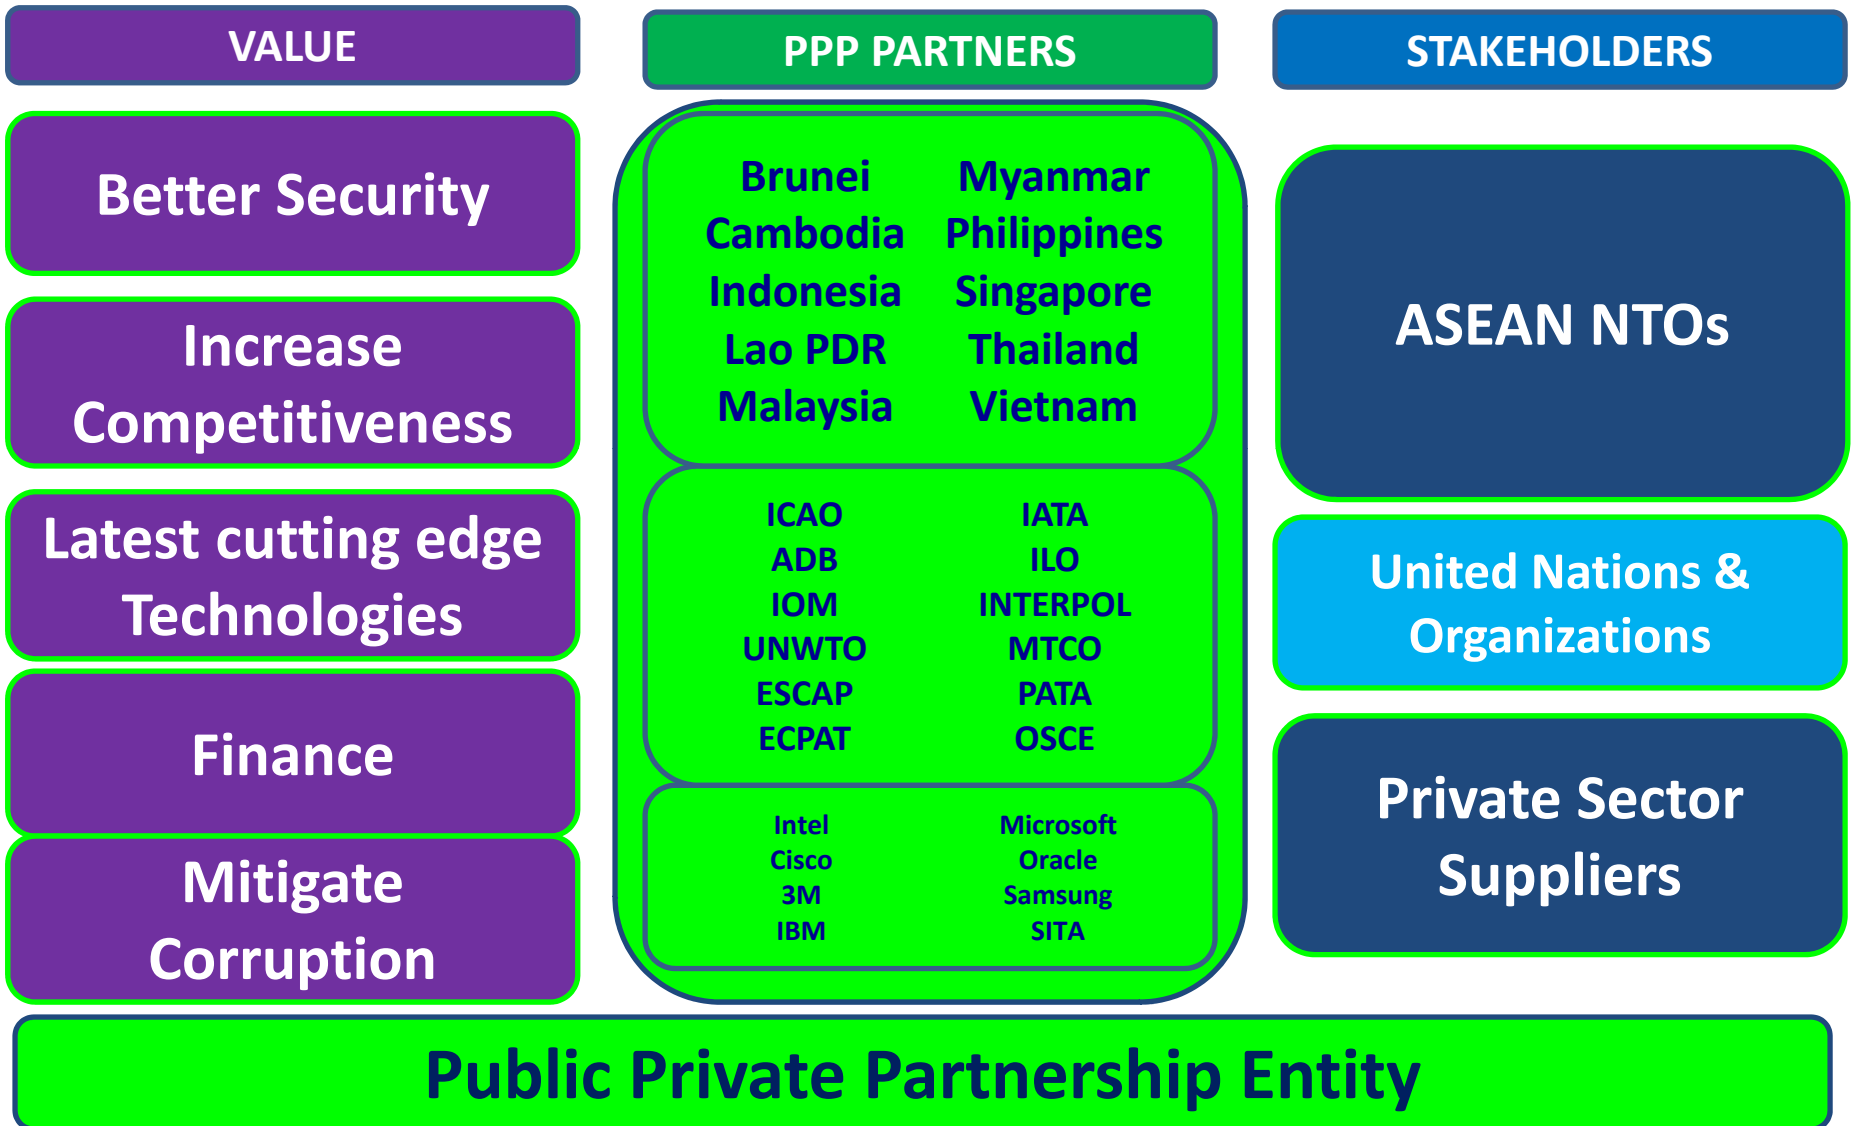 VALUE
PPP PARTNERS
STAKEHOLDERS
Better Security
Increase
Competitiveness
Latest cutting edge
Technologies
Finance
Mitigate
Corruption
Brunei Myanmar
Cambodia Philippines
Indonesia Singapore
Lao PDR Thailand
Malaysia Vietnam
ICAO IATA
ADB ILO
IOM INTERPOL
UNWTO MTCO
ESCAP PATA
ECPAT OSCE
Intel Microsoft
Cisco Oracle
3M Samsung
IBM SITA
ASEAN NTOs
United Nations &
Organizations
Private Sector
Suppliers
Public Private Partnership Entity